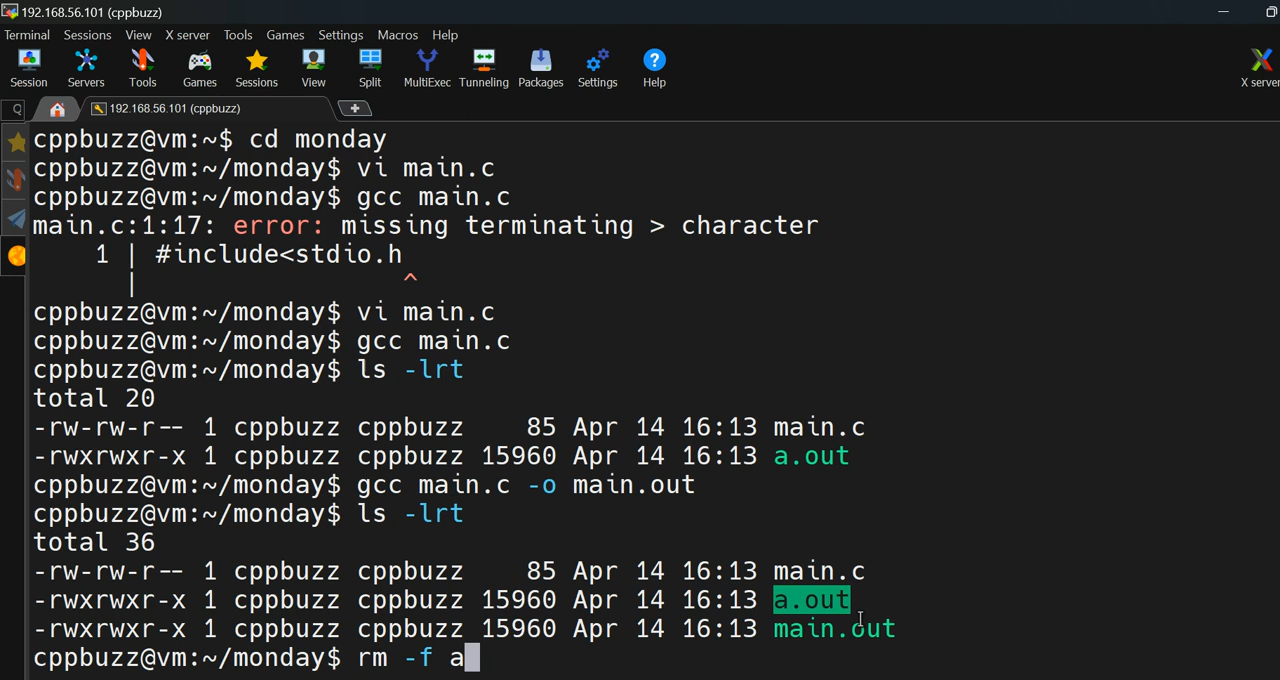 192.168.56.101 (cppbuzz)
Terminal Sessions View X server Tools Games Settings Macros Help
Session Servers Tools Games Sessions View Split MultiExec Tunneling Packages Settings Help X server
192.168.56.101 (cppbuzz)
cppbuzz@vm:~$ cd monday
cppbuzz@vm:~/monday$ vi main.c
cppbuzz@vm:~/monday$ gcc main.c
main.c:1:17: error: missing terminating > character
1 | #include<stdio.h
| ^
cppbuzz@vm:~/monday$ vi main.c
cppbuzz@vm:~/monday$ gcc main.c
cppbuzz@vm:~/monday$ ls -lrt
total 20
-rw-rw-r-- 1 cppbuzz cppbuzz 85 Apr 14 16:13 main.c
-rwxrwxr-x 1 cppbuzz cppbuzz 15960 Apr 14 16:13 a.out
cppbuzz@vm:~/monday$ gcc main.c -o main.out
cppbuzz@vm:~/monday$ ls -lrt
total 36
-rw-rw-r-- 1 cppbuzz cppbuzz 85 Apr 14 16:13 main.c
-rwxrwxr-x 1 cppbuzz cppbuzz 15960 Apr 14 16:13 a.out
-rwxrwxr-x 1 cppbuzz cppbuzz 15960 Apr 14 16:13 main.out
cppbuzz@vm:~/monday$ rm -f a